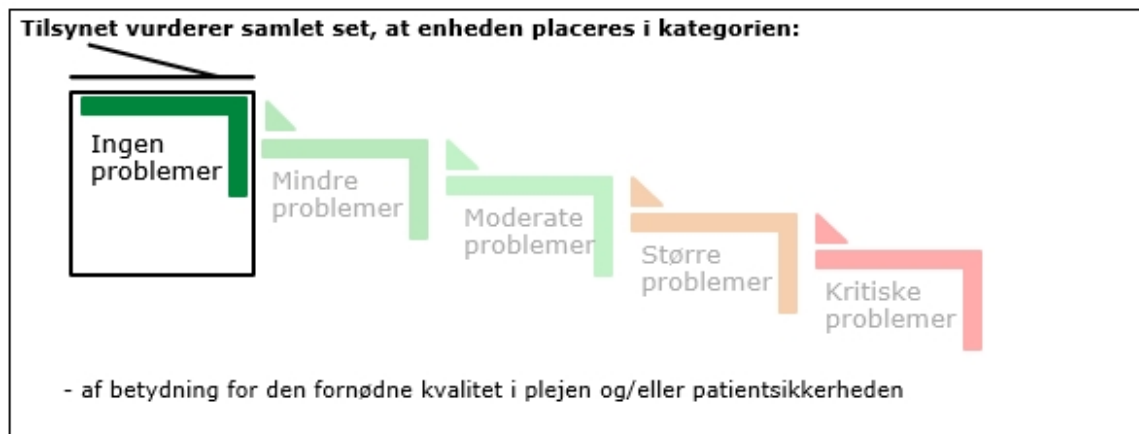 Tilsynet vurderer samlet set, at enheden placeres i kategorien:
Ingen
problemer
Mindre
problemer
Moderate
problemer
Større
problemer
Kritiske
problemer
- af betydning for den fornødne kvalitet i plejen og/eller patientsikkerheden